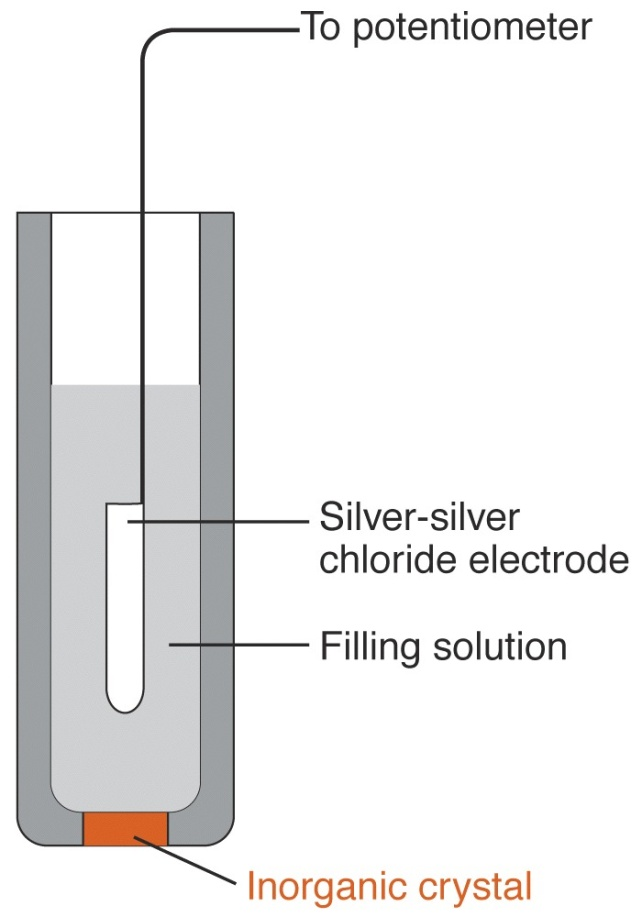 To potentiometer
Silver-silver
chloride electrode
Filling solution
Inorganic crystal